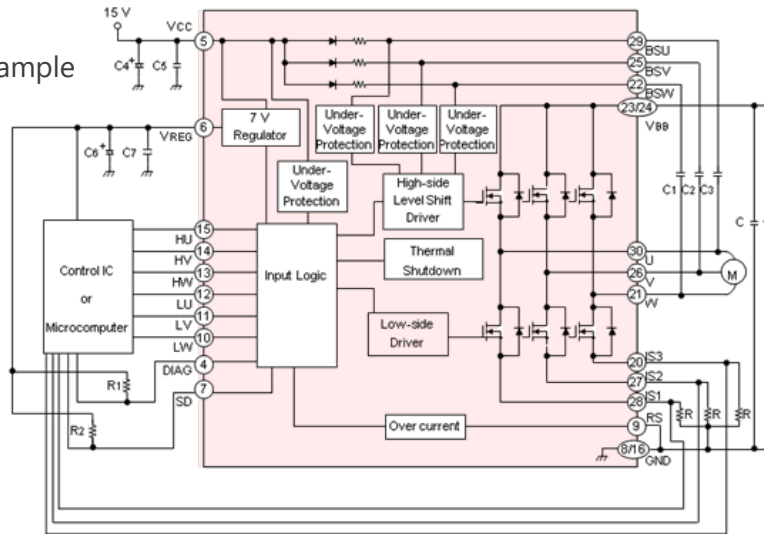 15 V
ample
C4 +
C5
VCC
5
VREG
6
C6 +
C7
7 V
Regulator
Under-
Voltage
Protection
Under-
Voltage
Protection
Under-
Voltage
Protection
Under-
Voltage
Protection
High-side
Level Shift
Driver
29
BSU
25
BSV
22
BSW
23/24
VBB
C1
C2
C3
C
Control IC
or
Microcomputer
15
HU
14
HV
13
HW
12
LU
11
LV
10
LW
4
DIAG
7
SD
R1
R2
Input Logic
Thermal
Shutdown
Low-side
Driver
Over current
30
U
26
V
21
W
M
20
IS3
27
IS2
28
IS1
R
R
R
9
RS
8/16
GND